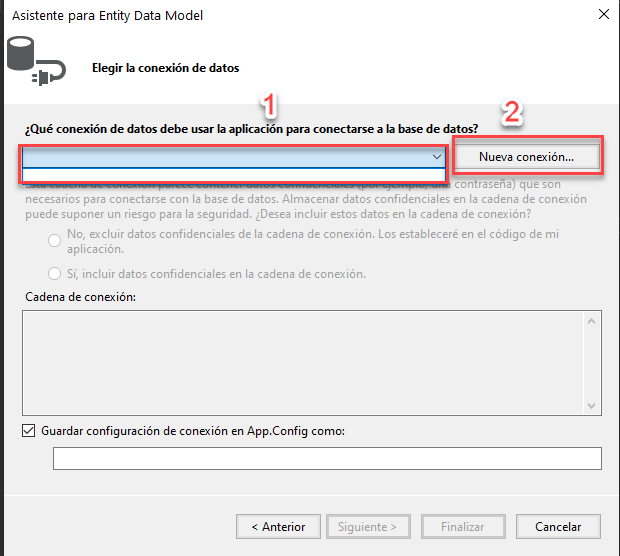 Asistente para Entity Data Model
Elegir la conexión de datos
1
2
¿Qué conexión de datos debe usar la aplicación para conectarse a la base de datos?
Nueva conexión...
Esta cadena de conexión parece contener datos confidenciales (por ejemplo, una contraseña) que son
necesarios para conectarse con la base de datos. Almacenar datos confidenciales en la cadena de conexión
puede suponer un riesgo para la seguridad. ¿Desea incluir estos datos en la cadena de conexión?
No, excluir datos confidenciales de la cadena de conexión. Los estableceré en el código de mi
aplicación.
Sí, incluir datos confidenciales en la cadena de conexión.
Cadena de conexión:
Guardar configuración de conexión en App.Config como:
< Anterior
Siguiente >
Finalizar
Cancelar